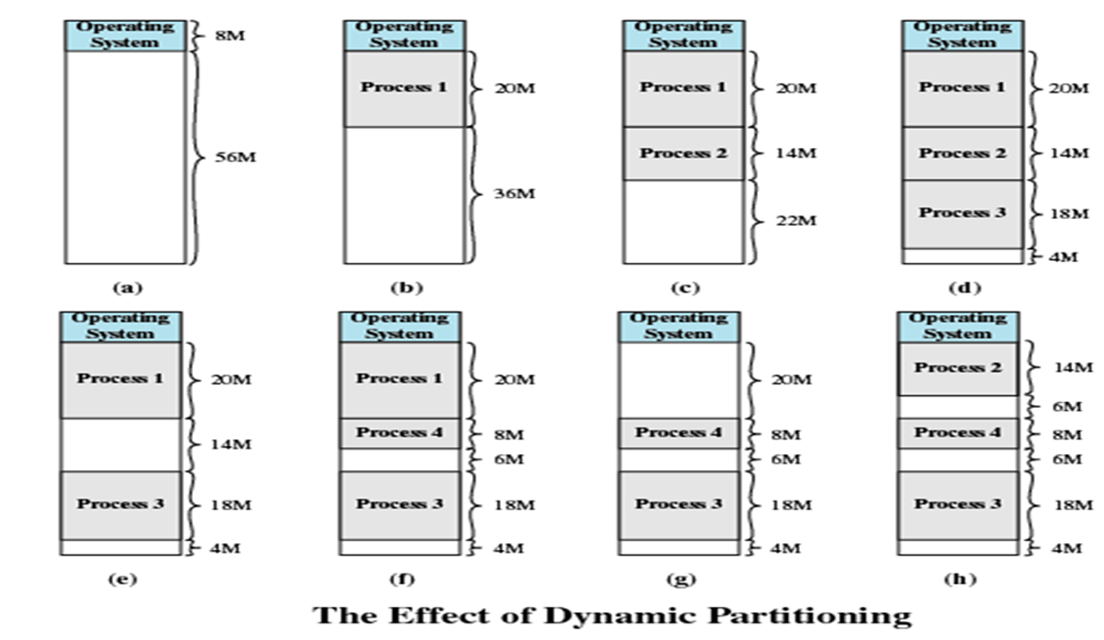 Operating
System
8M
56M
(a)
Operating
System
Process 1
20M
36M
(b)
Operating
System
Process 1
20M
Process 2
14M
22M
(c)
Operating
System
Process 1
20M
Process 2
14M
Process 3
18M
4M
(d)
Operating
System
Process 1
20M
14M
Process 3
18M
4M
(e)
Operating
System
Process 1
20M
Process 4
8M
6M
Process 3
18M
4M
(f)
Operating
System
20M
Process 4
8M
6M
Process 3
18M
4M
(g)
Operating
System
Process 2
14M
6M
Process 4
8M
6M
Process 3
18M
4M
(h)
The Effect of Dynamic Partitioning